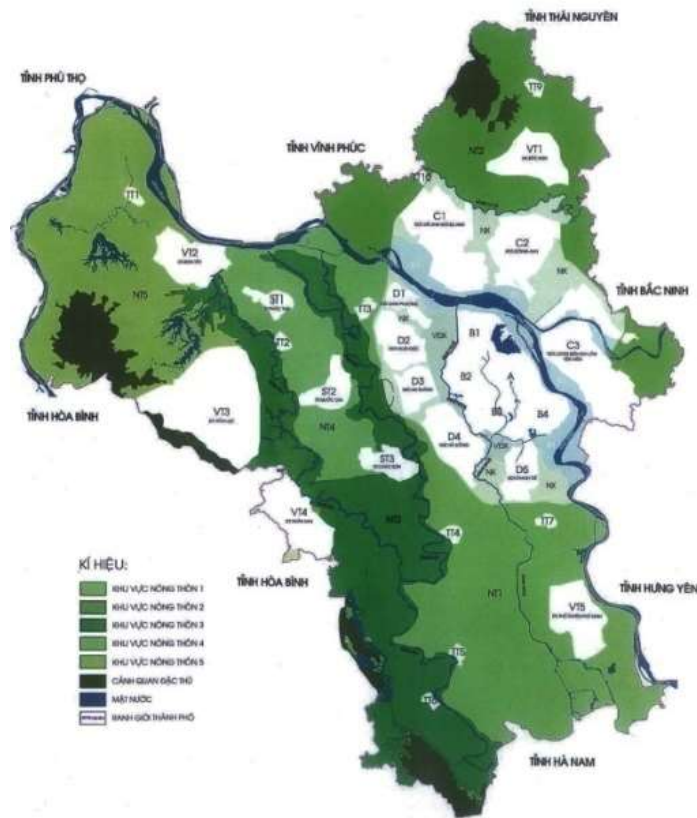 TỈNH THÁI NGUYÊN
TỈNH PHÚ THỌ
TT9
VT1
NT2
TỈNH VĨNH PHÚC
TT1
C1
NK
C2
NK
VT2
NT5
ST1
D1
TỈNH BẮC NINH
TT3
NK
VĐX
B1
D2
C3
ST2
B2
A
D3
TỈNH HÒA BÌNH
VT3
ST2
NT4
B3
B4
D4
ST3
VĐX
NK
D5
NK
VT4
NT3
TT4
TT7
KÍ HIỆU:
TỈNH HÒA BÌNH
TỈNH HƯNG YÊN
KHU VỰC NÔNG THÔN 1
NT1
VT5
KHU VỰC NÔNG THÔN 2
KHU VỰC NÔNG THÔN 3
KHU VỰC NÔNG THÔN 4
KHU VỰC NÔNG THÔN 5
CẢNH QUAN ĐẶC THÙ
MẶT NƯỚC
RANH GIỚI THÀNH PHỐ
TỈNH HÀ NAM